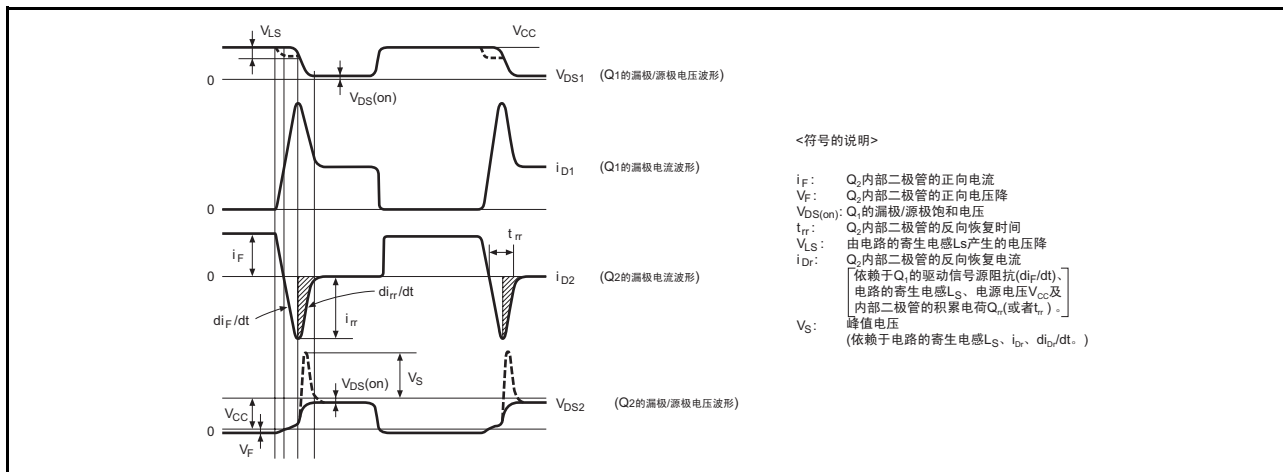 VLS
VCC
0
VDS1 (Q1的漏极/源极电压波形)
VDS(on)
iD1 (Q1的漏极电流波形)
0
trr
iF
0
iD2 (Q2的漏极电流波形)
dirr/dt
irr
diF/dt
VDS(on)
VS
VDS2 (Q2的漏极/源极电压波形)
VCC
0
VF
<符号的说明>
iF: Q2内部二极管的正向电流
VF: Q2内部二极管的正向电压降
VDS(on): Q1的漏极/源极饱和电压
trr: Q2内部二极管的反向恢复时间
VLS: 由电路的寄生电感Ls产生的电压降
iDr: Q2内部二极管的反向恢复电流
[依赖于Q1的驱动信号源阻抗(diF/dt)、
电路的寄生电感LS、电源电压VCC及
内部二极管的积累电荷Qrr(或者trr) 。]
VS: 峰值电压
(依赖于电路的寄生电感LS、iDr、diDr/dt。)